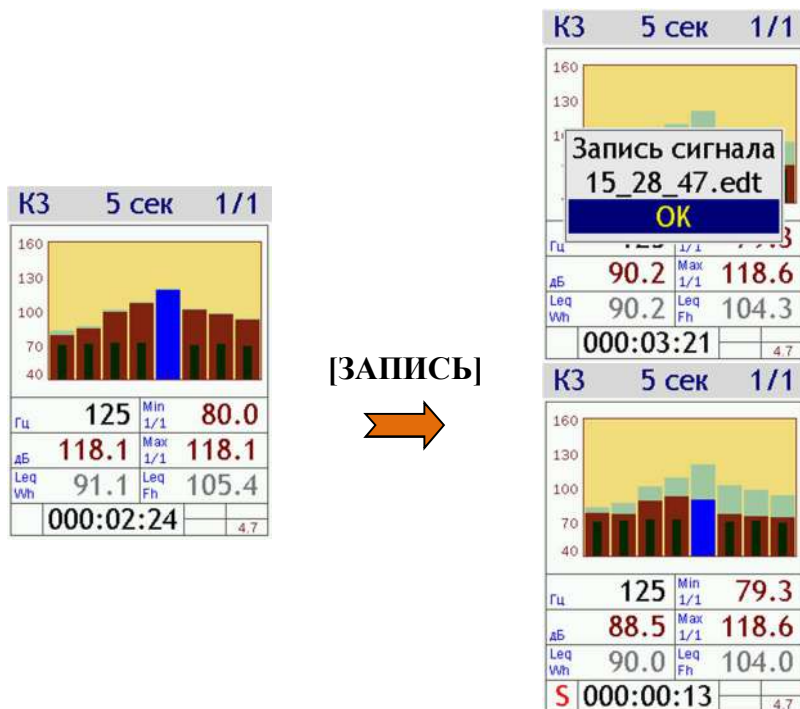 К3 5 сек 1/1
160
130
100
70
40
Гц 125 Min 1/1 80.0
дБ 118.1 Max 1/1 118.1
Leq Wh 91.1 Leq Fh 105.4
000:02:24 4.7
[ЗАПИСЬ]
К3 5 сек 1/1
160
130
Запись сигнала
15_28_47.edt
OK
Гц 1/1
дБ 90.2 Max 1/1 118.6
Leq Wh 90.2 Leq Fh 104.3
000:03:21 4.7
К3 5 сек 1/1
160
130
100
70
40
Гц 125 Min 1/1 79.3
дБ 88.5 Max 1/1 118.6
Leq Wh 90.0 Leq Fh 104.0
S 000:00:13 4.7